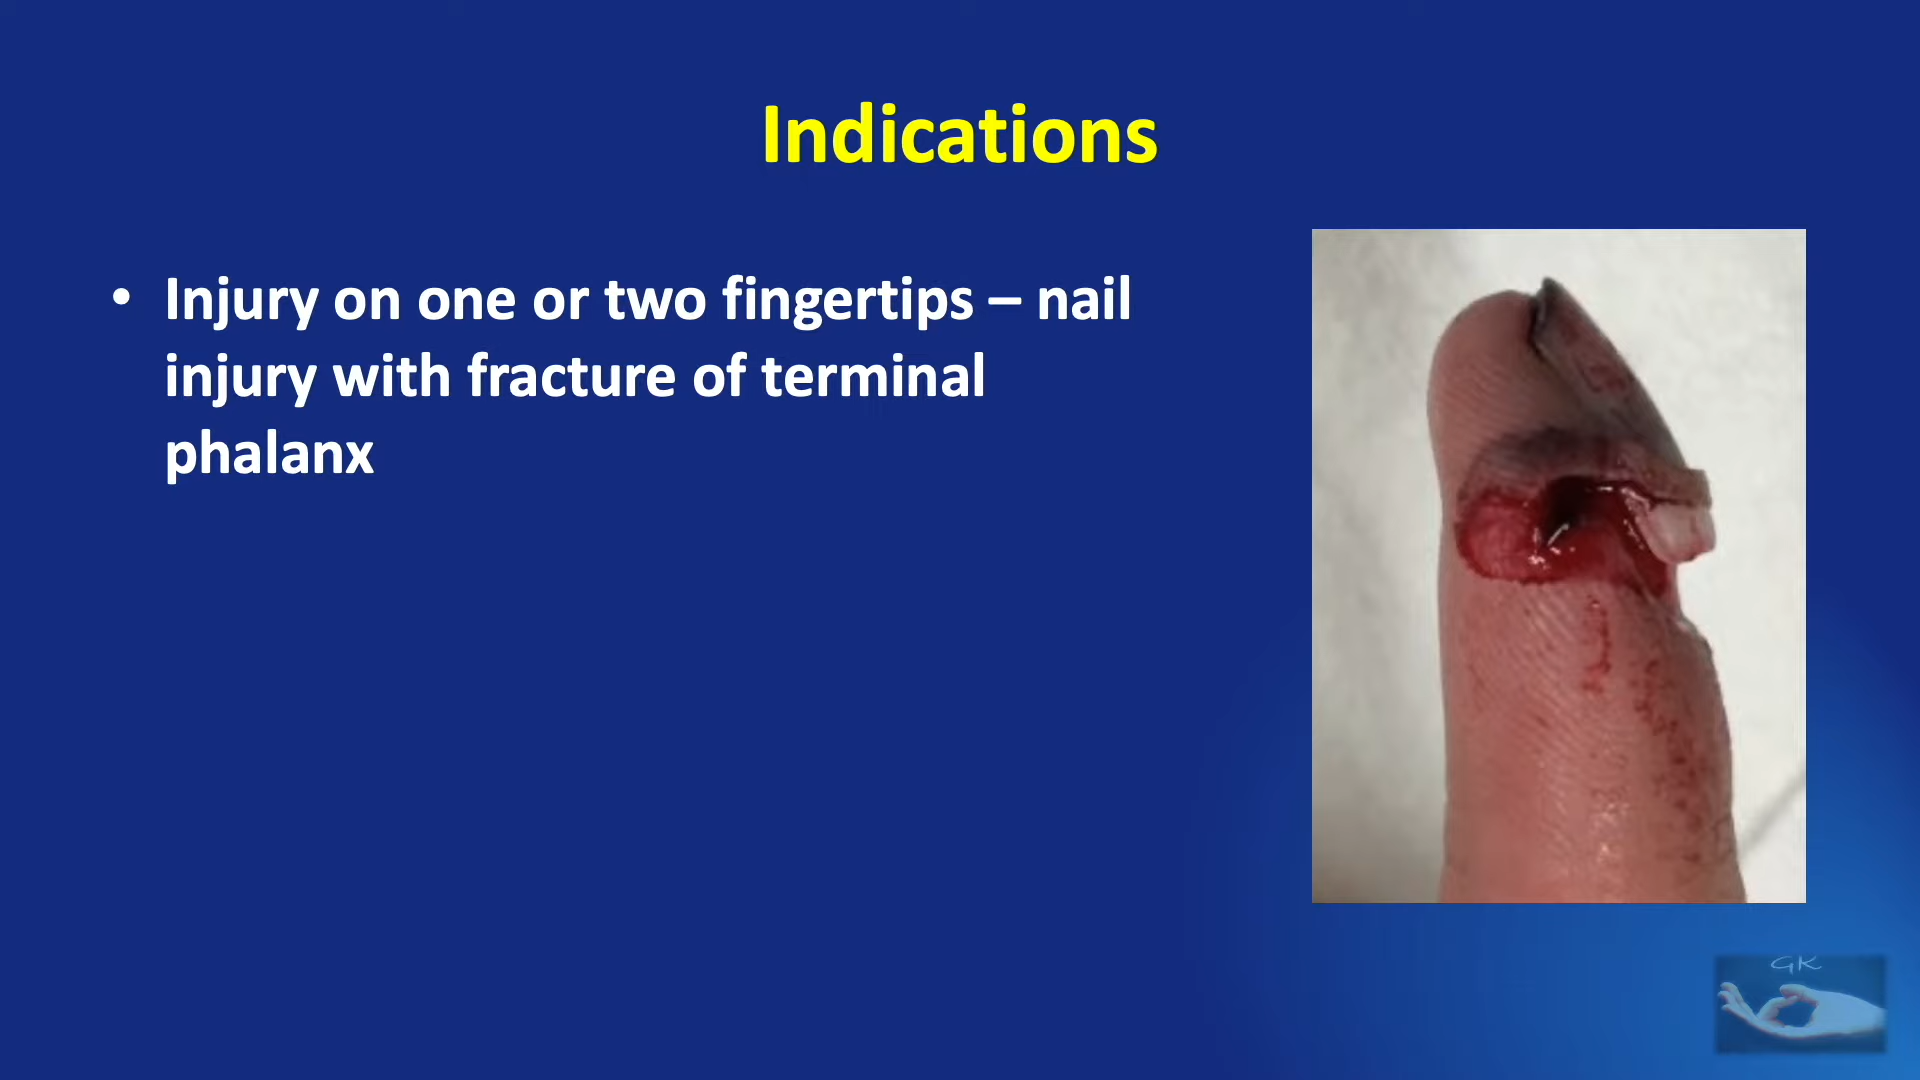 Indications
• Injury on one or two fingertips – nail
injury with fracture of terminal
phalanx
GK